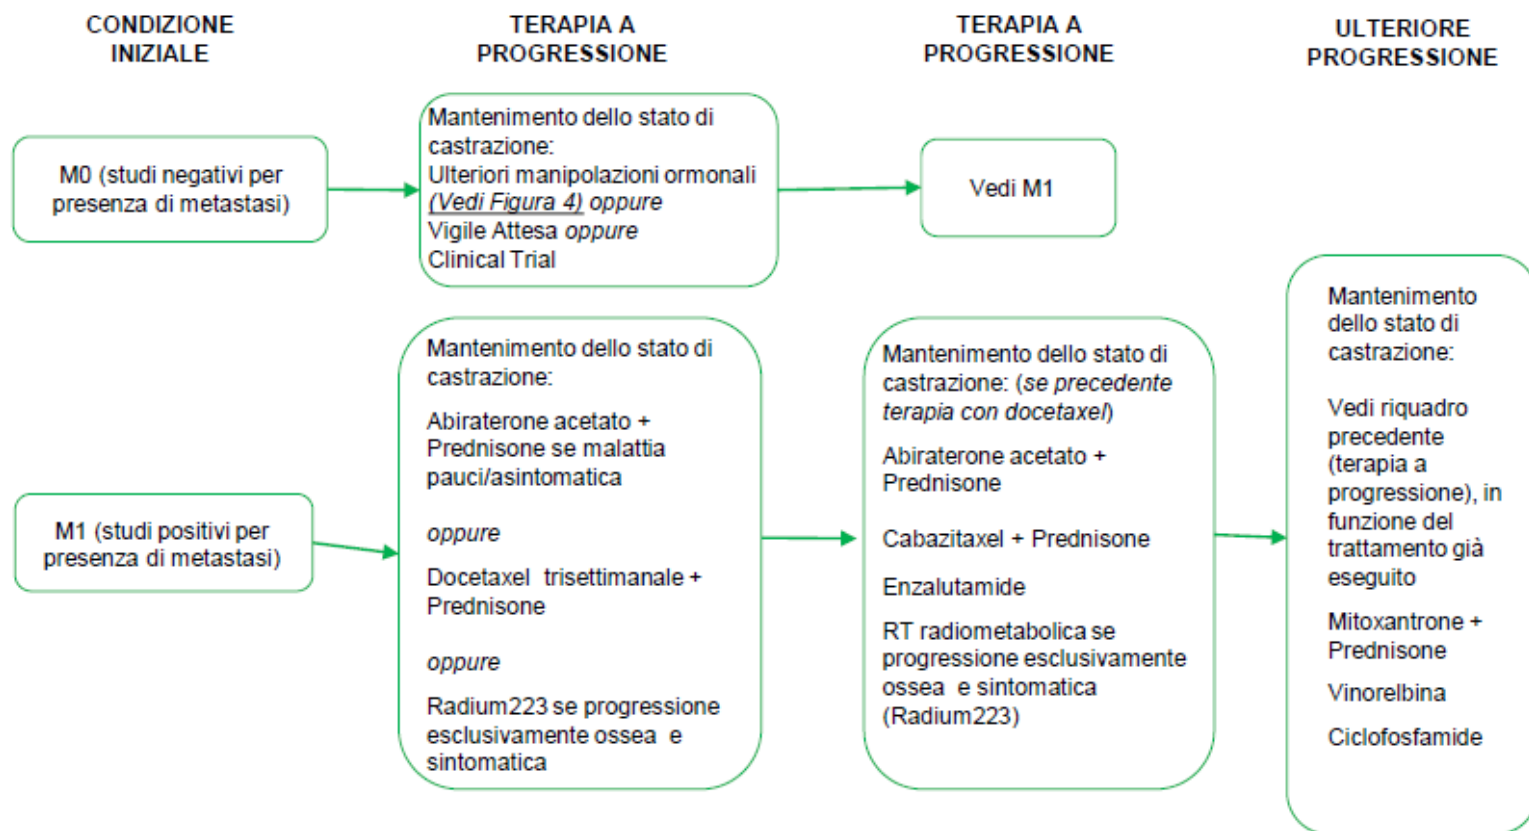 CONDIZIONE
INIZIALE
TERAPIA A
PROGRESSIONE
TERAPIA A
PROGRESSIONE
ULTERIORE
PROGRESSIONE
M0 (studi negativi per
presenza di metastasi)
Mantenimento dello stato di
castrazione:
Ulteriori manipolazioni ormonali
(Vedi Figura 4) oppure
Vigile Attesa oppure
Clinical Trial
Vedi M1
M1 (studi positivi per
presenza di metastasi)
Mantenimento dello stato di
castrazione:
Abiraterone acetato +
Prednisone se malattia
pauci/asintomatica
oppure
Docetaxel trisettimanale +
Prednisone
oppure
Radium223 se progressione
esclusivamente ossea e
sintomatica
Mantenimento dello stato di
castrazione: (se precedente
terapia con docetaxel)
Abiraterone acetato +
Prednisone
Cabazitaxel + Prednisone
Enzalutamide
RT radiometabolica se
progressione esclusivamente
ossea e sintomatica
(Radium223)
Mantenimento
dello stato di
castrazione:
Vedi riquadro
precedente
(terapia a
progressione), in
funzione del
trattamento già
eseguito
Mitoxantrone +
Prednisone
Vinorelbina
Ciclofosfamide